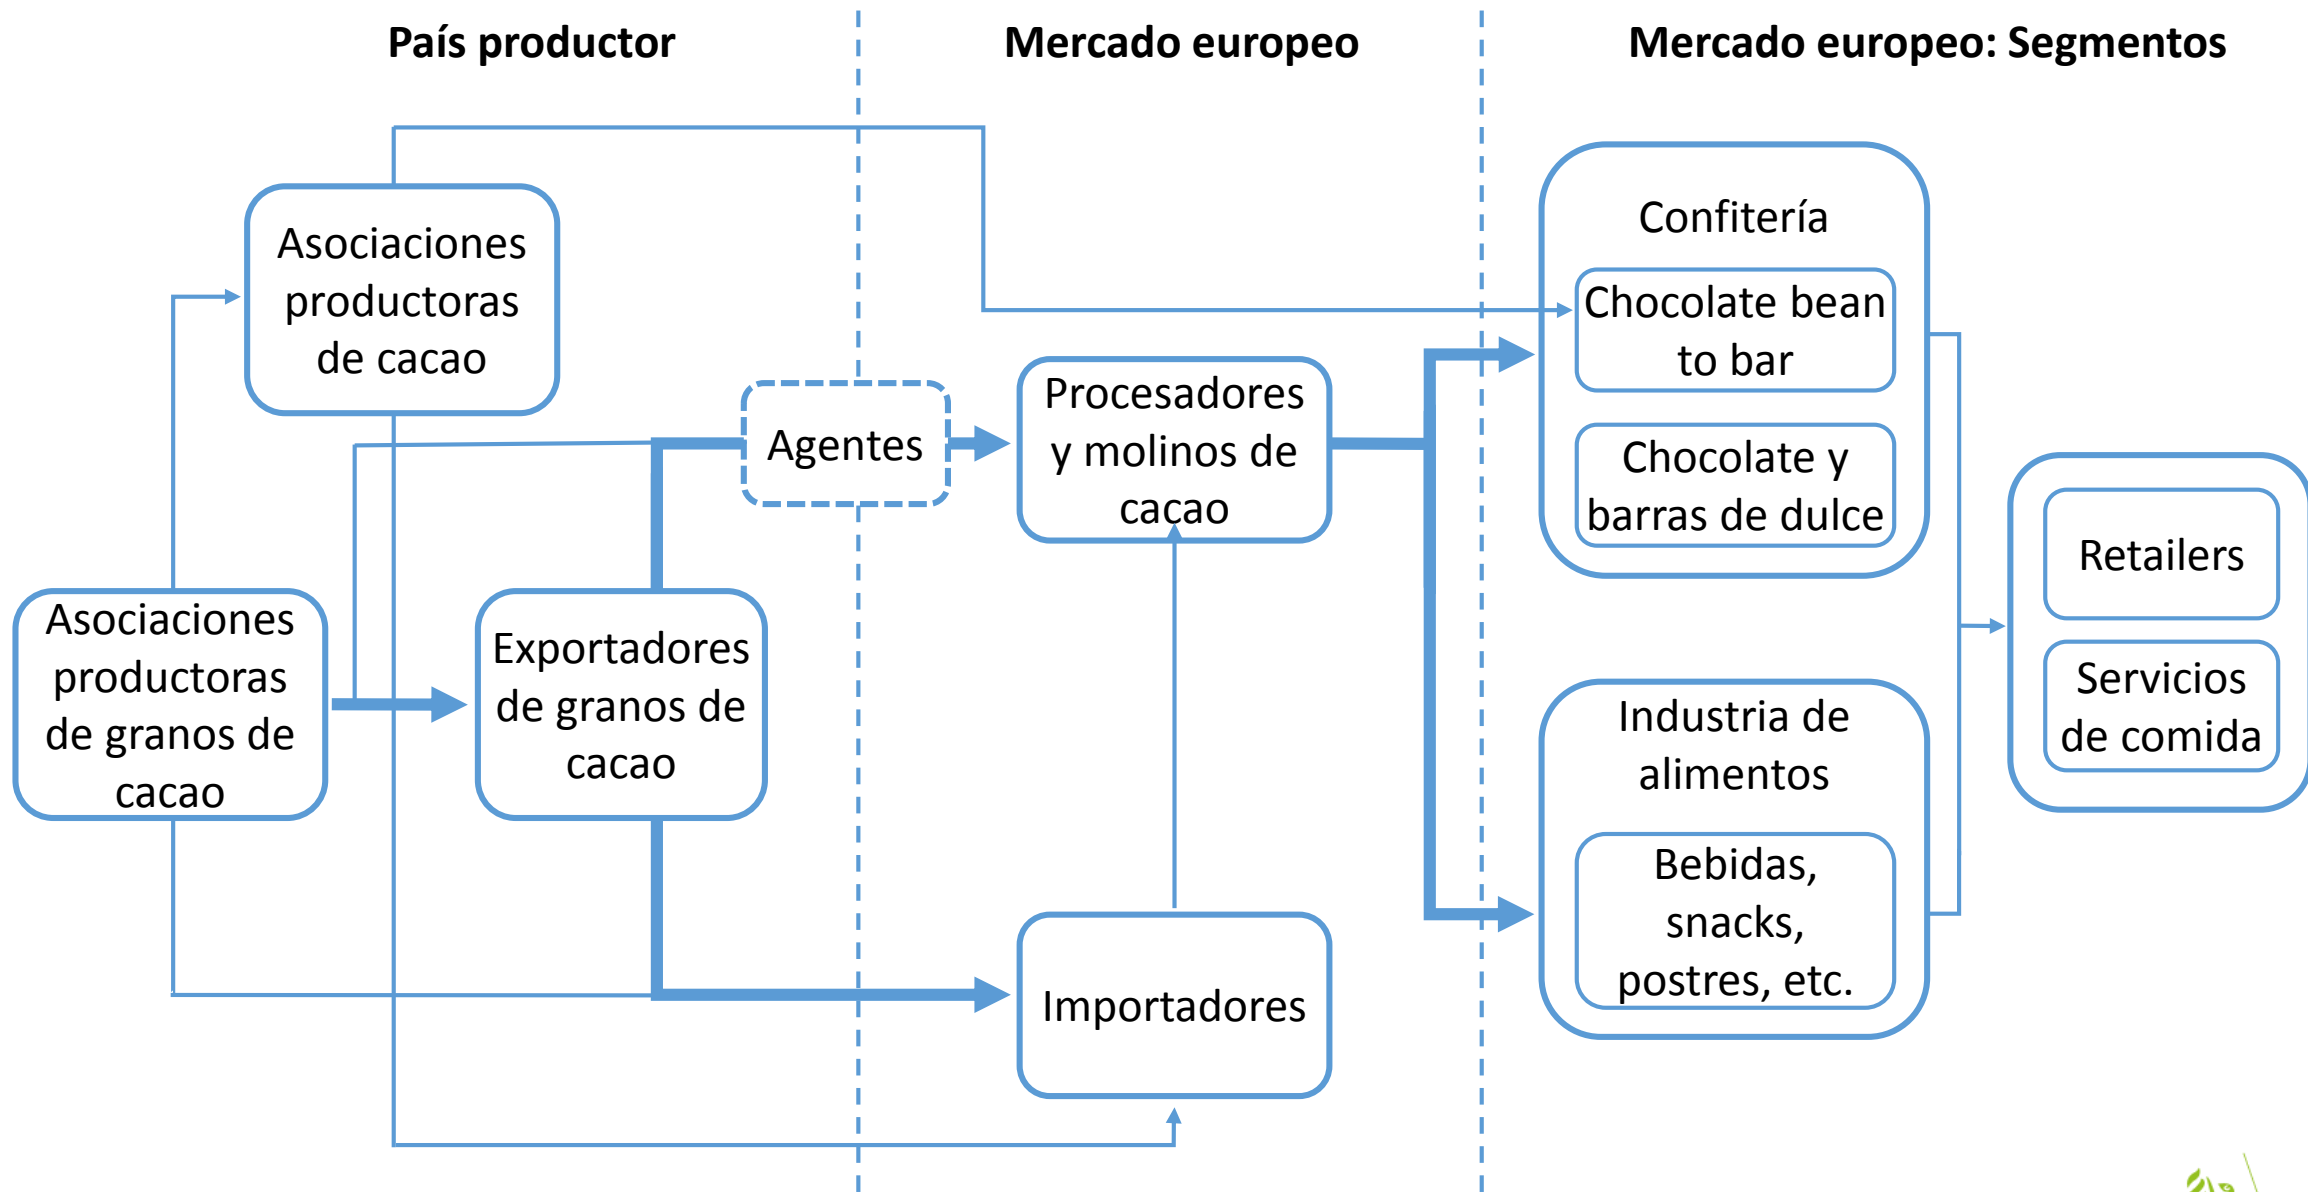 País productor
Mercado europeo
Mercado europeo: Segmentos
Asociaciones
productoras
de cacao
Asociaciones
productoras
de granos de
cacao
Exportadores
de granos de
cacao
Agentes
Procesadores
y molinos de
cacao
Importadores
Confitería
Chocolate bean
to bar
Chocolate y
barras de dulce
Industria de
alimentos
Bebidas,
snacks,
postres, etc.
Retailers
Servicios
de comida